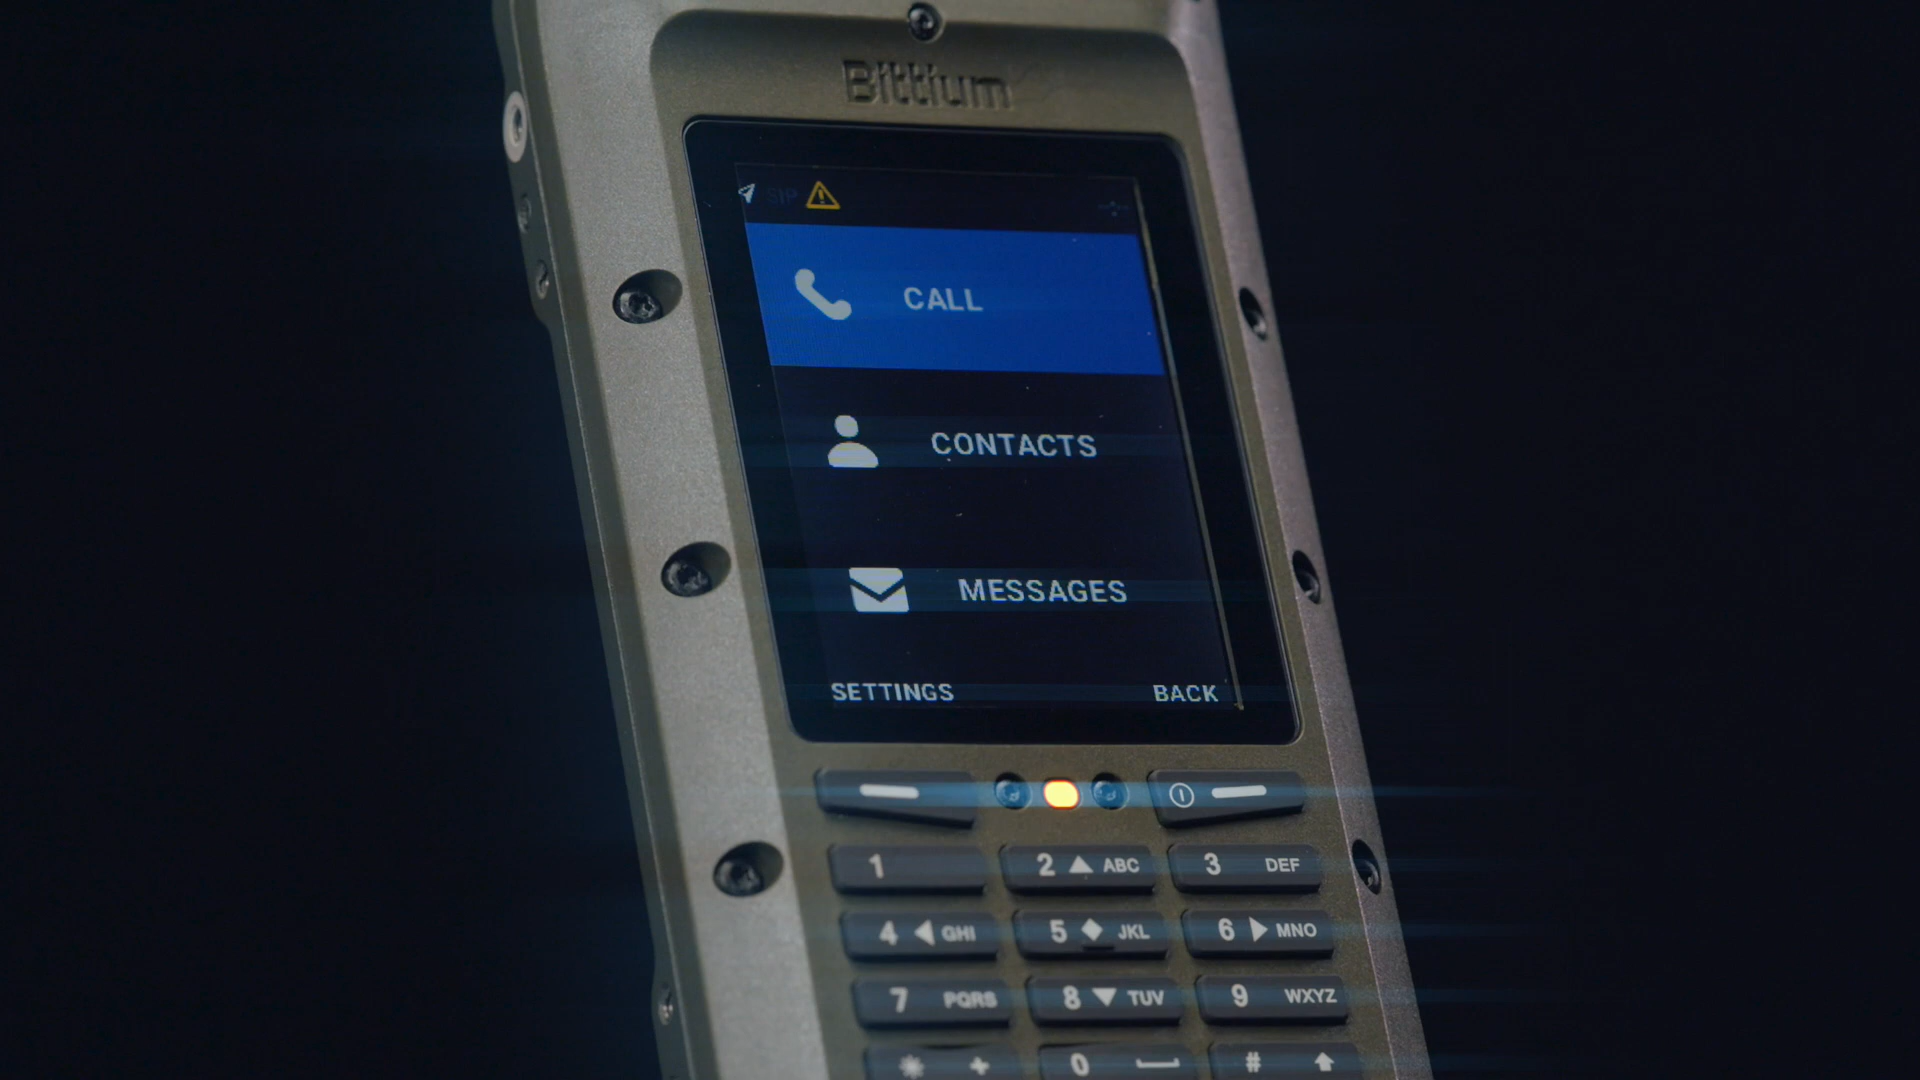 Bittium
SIP
CALL
CONTACTS
MESSAGES
SETTINGS BACK
1 2 ABC 3 DEF
4 GHI 5 JKL 6 MNO
7 PQRS 8 TUV 9 WXYZ
* + 0 #